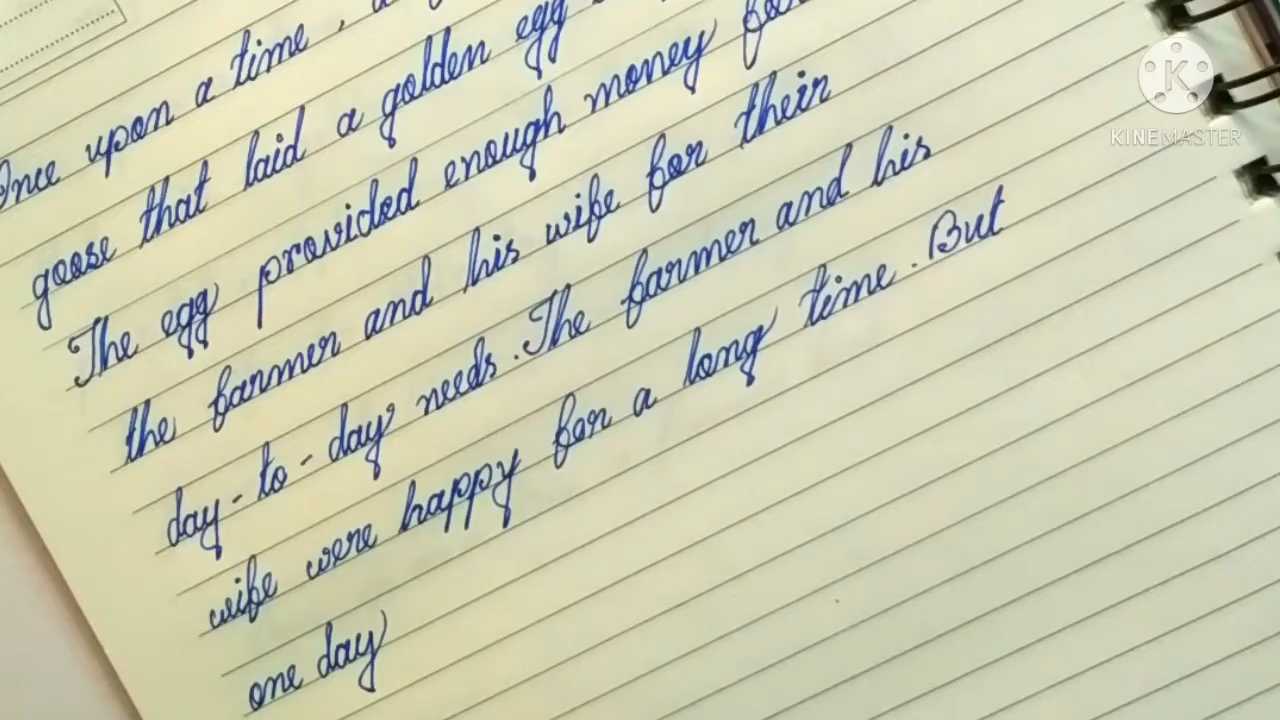 Once upon a time,
goose that laid a golden egg
The egg provided enough money for
the farmer and his wife for their
day-to-day needs. The farmer and his
wife were happy for a long time. But
one day
KINEMASTER